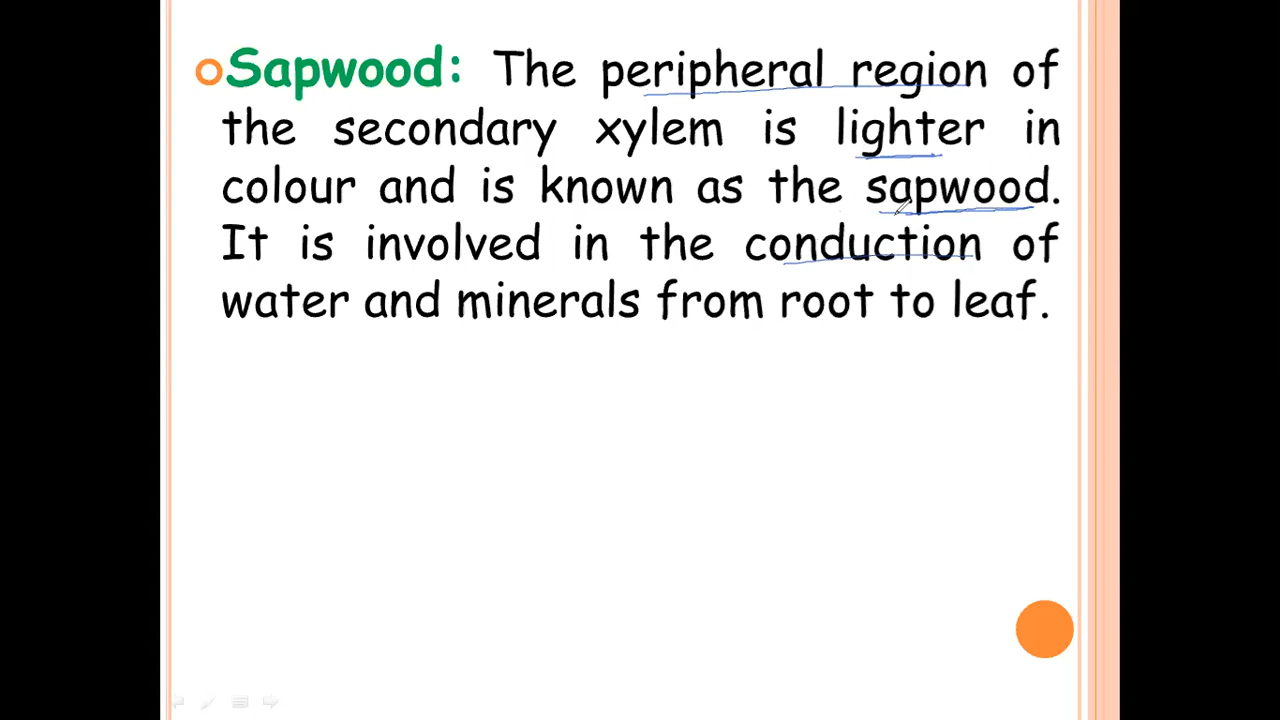 Sapwood: The peripheral region of
the secondary xylem is lighter in
colour and is known as the sapwood.
It is involved in the conduction of
water and minerals from root to leaf.